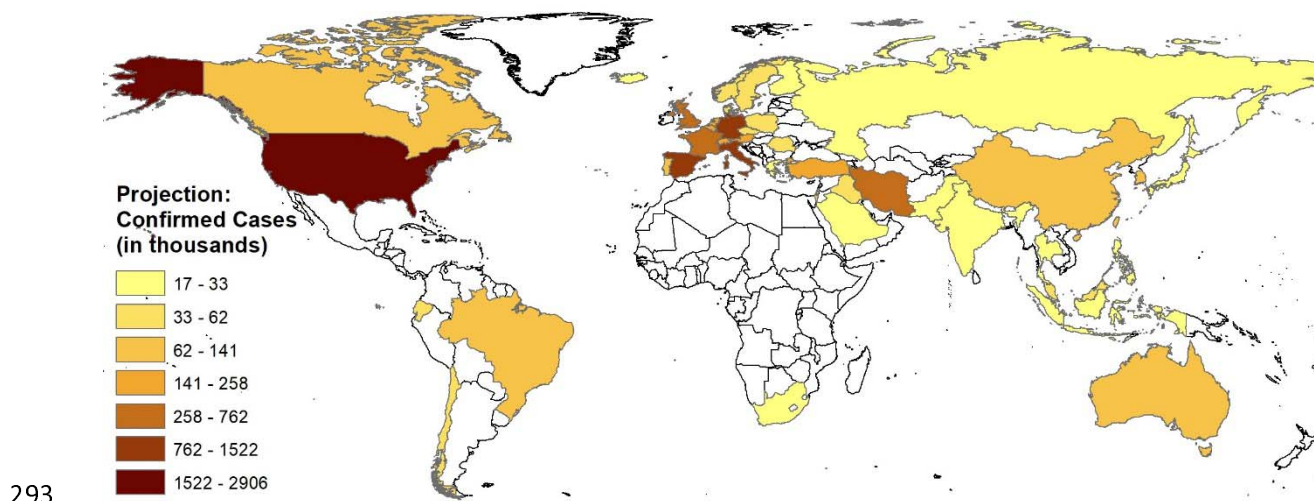 Projection:
Confirmed Cases
(in thousands)
17 - 33
33 - 62
62 - 141
141 - 258
258 - 762
762 - 1522
1522 - 2906
293